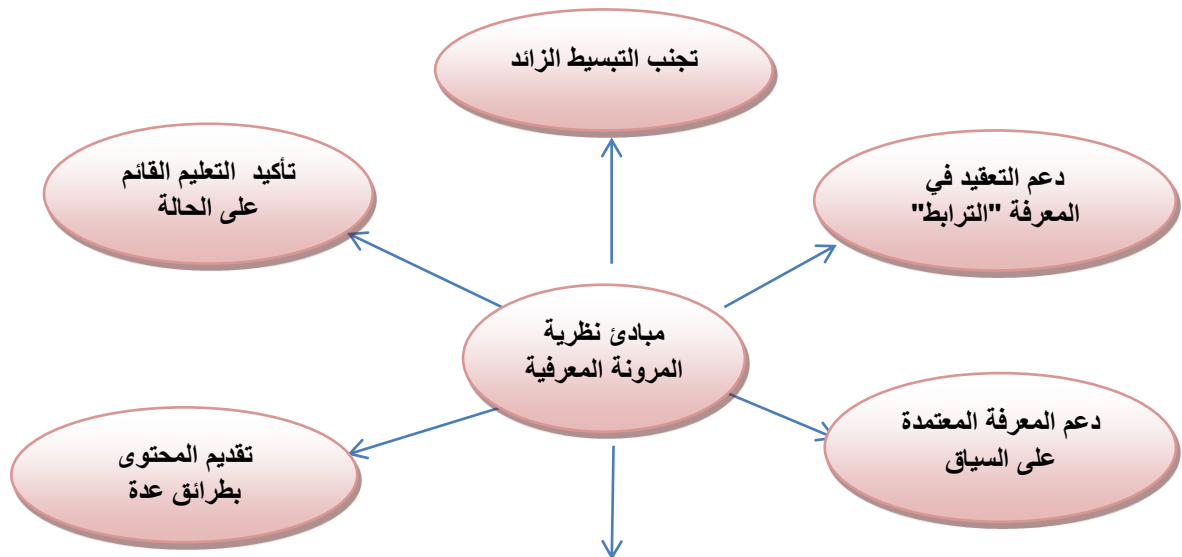 تجنب التبسيط الزائد
دعم التعقيد في
المعرفة "الترابط"
تأكيد التعليم القائم
على الحالة
مبادئ نظرية
المرونة المعرفية
دعم المعرفة المعتمدة
على السياق
تقديم المحتوى
بطرائق عدة